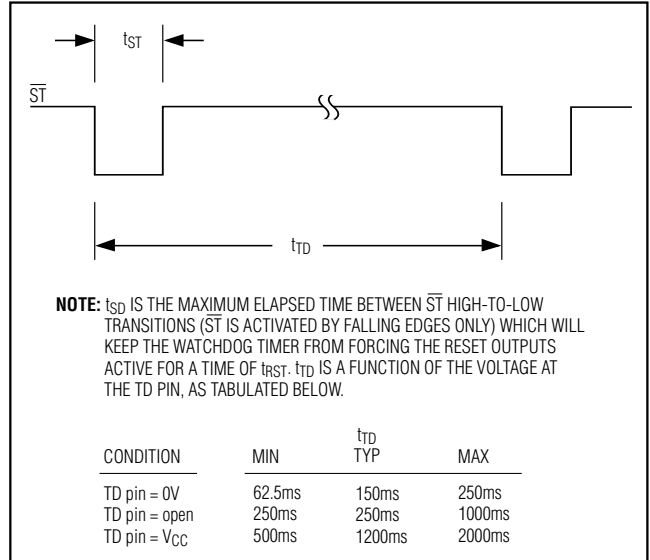 tST
S̅T̅
tTD
NOTE: tSD IS THE MAXIMUM ELAPSED TIME BETWEEN S̅T̅ HIGH-TO-LOW
TRANSITIONS (S̅T̅ IS ACTIVATED BY FALLING EDGES ONLY) WHICH WILL
KEEP THE WATCHDOG TIMER FROM FORCING THE RESET OUTPUTS
ACTIVE FOR A TIME OF tRST. tTD IS A FUNCTION OF THE VOLTAGE AT
THE TD PIN, AS TABULATED BELOW.
tTD
CONDITION MIN TYP MAX
TD pin = 0V 62.5ms 150ms 250ms
TD pin = open 250ms 250ms 1000ms
TD pin = VCC 500ms 1200ms 2000ms